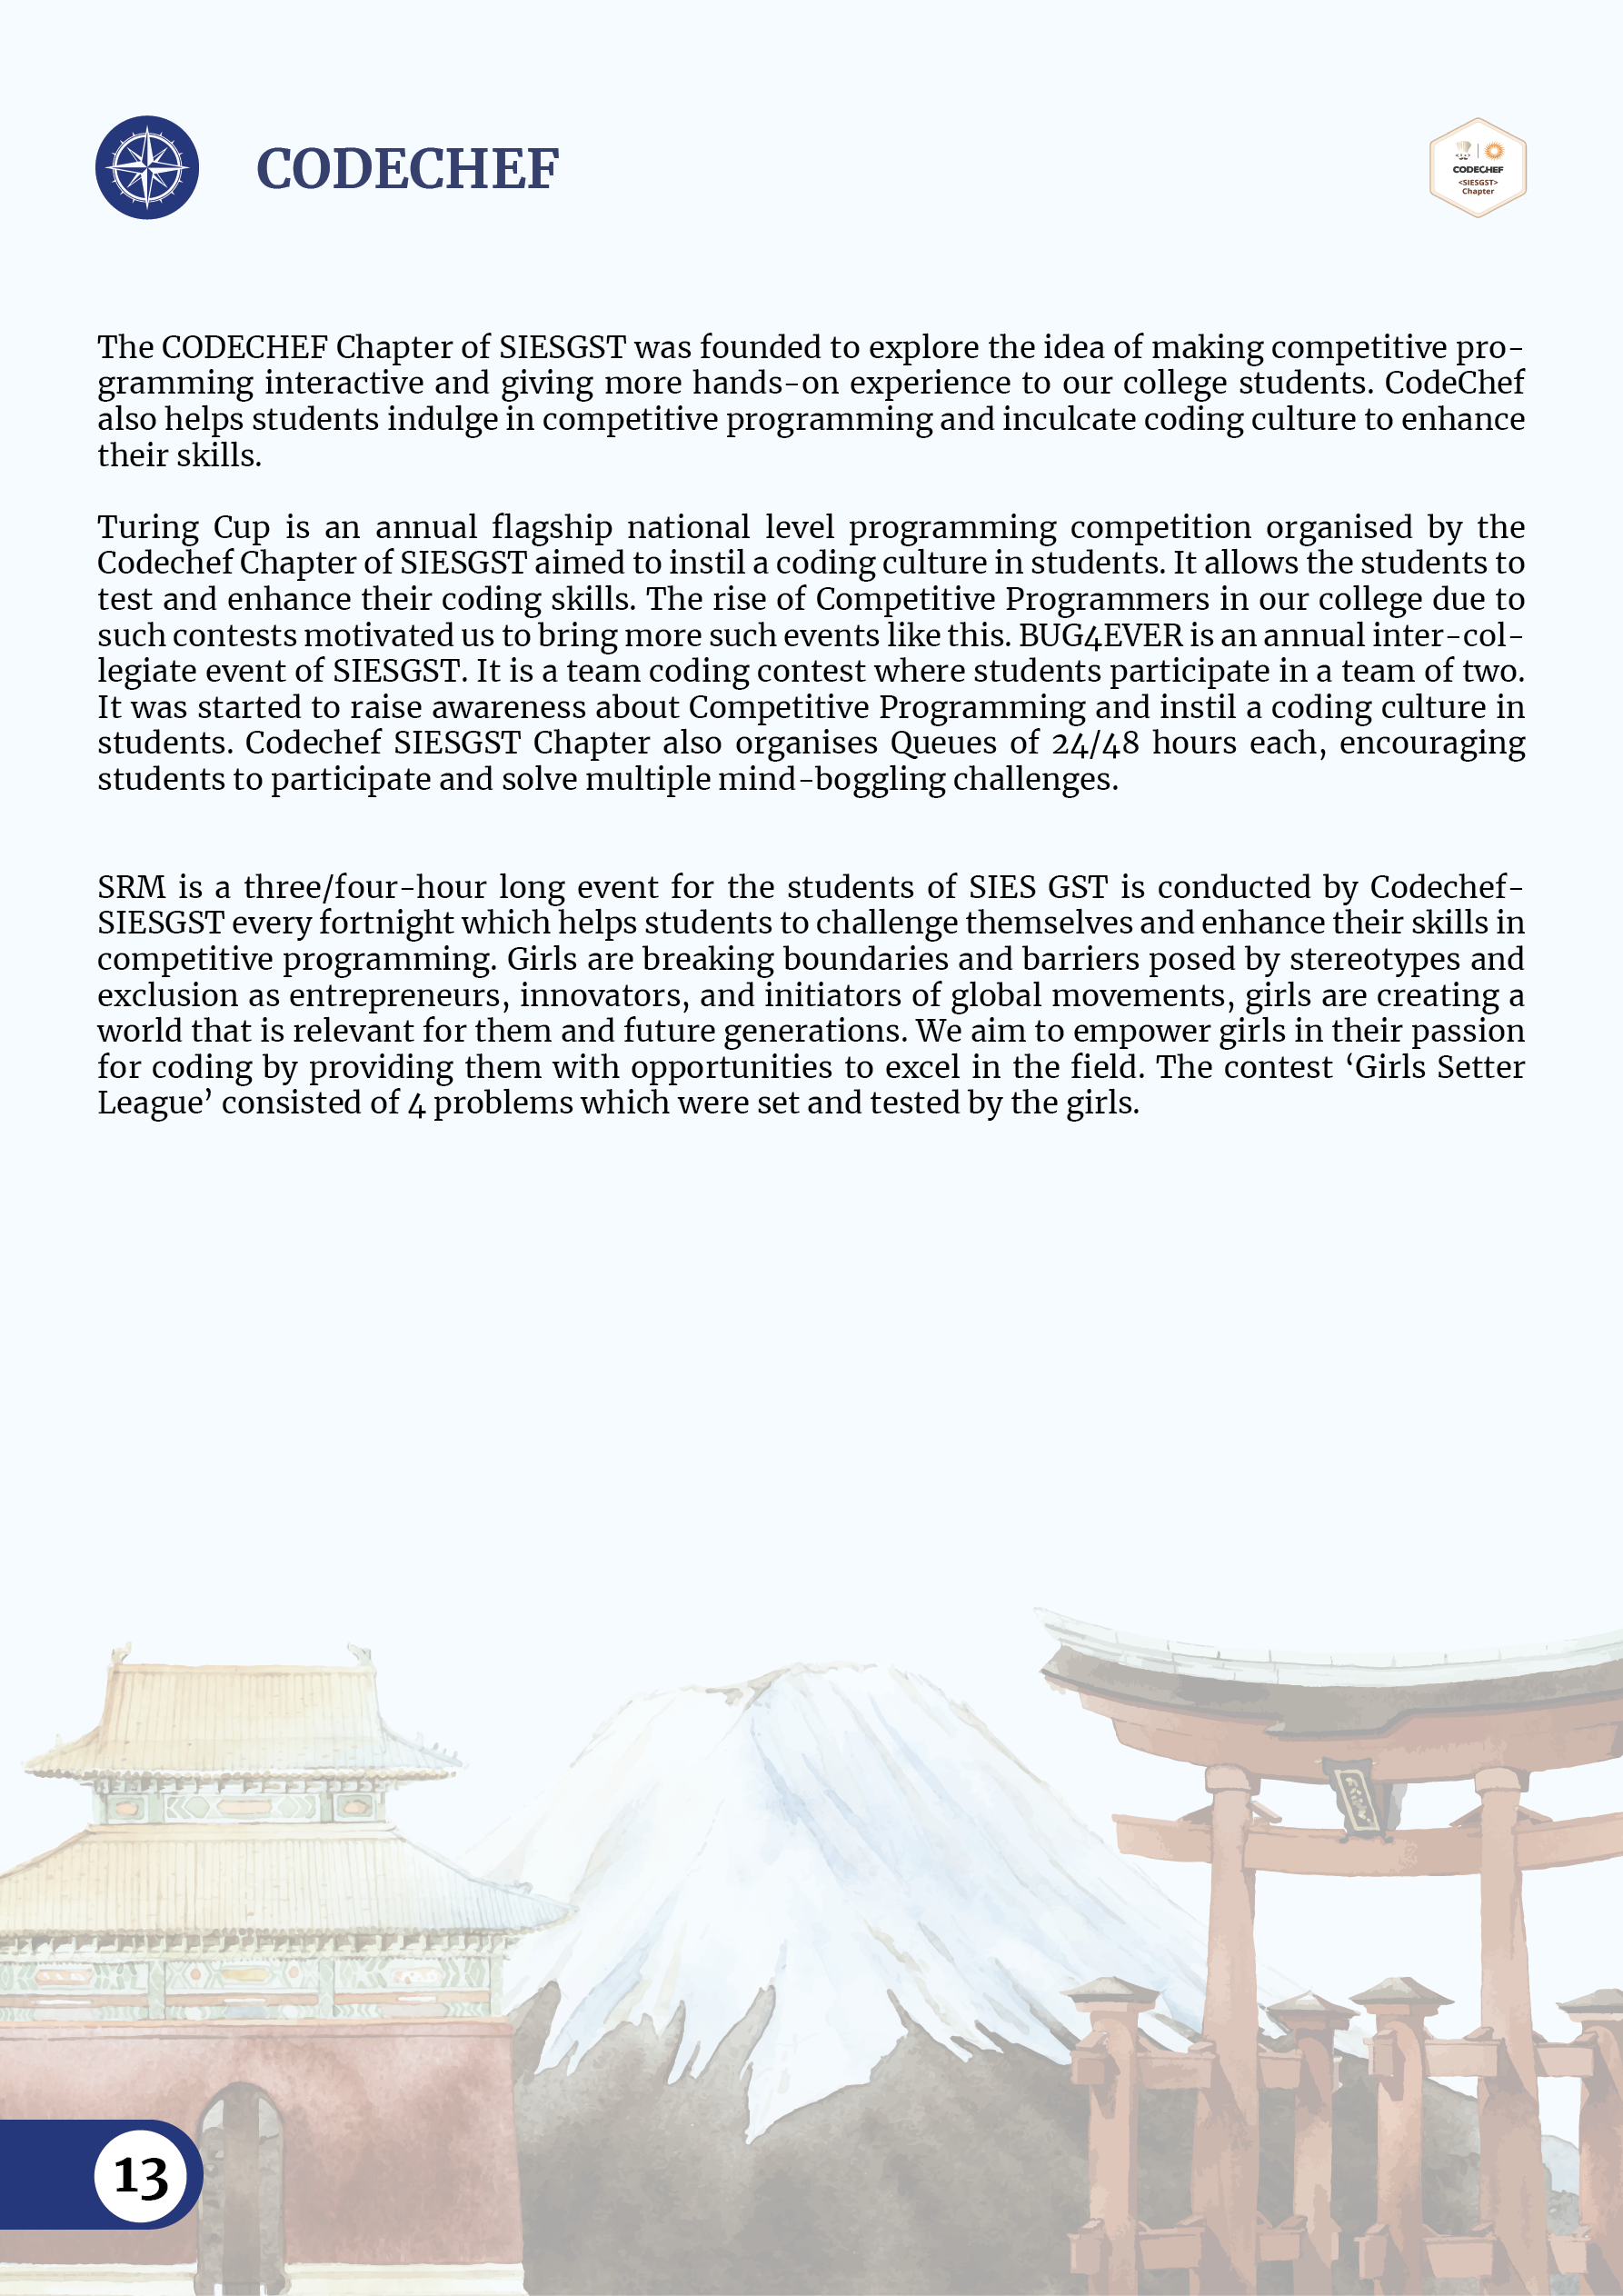 CODECHEF
CODECHEF
<SIESGST>
Chapter
The CODECHEF Chapter of SIESGST was founded to explore the idea of making competitive pro-
gramming interactive and giving more hands-on experience to our college students. CodeChef
also helps students indulge in competitive programming and inculcate coding culture to enhance
their skills.
Turing Cup is an annual flagship national level programming competition organised by the
Codechef Chapter of SIESGST aimed to instil a coding culture in students. It allows the students to
test and enhance their coding skills. The rise of Competitive Programmers in our college due to
such contests motivated us to bring more such events like this. BUG4EVER is an annual inter-col-
legiate event of SIESGST. It is a team coding contest where students participate in a team of two.
It was started to raise awareness about Competitive Programming and instil a coding culture in
students. Codechef SIESGST Chapter also organises Queues of 24/48 hours each, encouraging
students to participate and solve multiple mind-boggling challenges.
SRM is a three/four-hour long event for the students of SIES GST is conducted by Codechef-
SIESGST every fortnight which helps students to challenge themselves and enhance their skills in
competitive programming. Girls are breaking boundaries and barriers posed by stereotypes and
exclusion as entrepreneurs, innovators, and initiators of global movements, girls are creating a
world that is relevant for them and future generations. We aim to empower girls in their passion
for coding by providing them with opportunities to excel in the field. The contest ‘Girls Setter
League’ consisted of 4 problems which were set and tested by the girls.
13